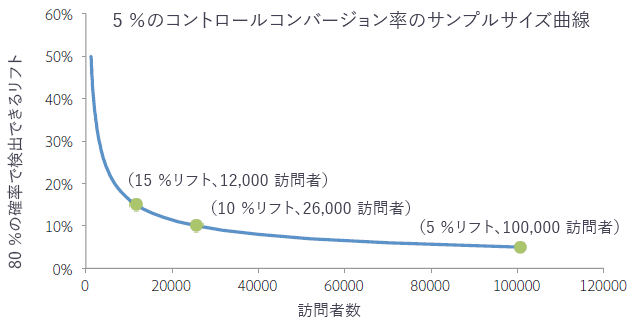 5 %のコントロールコンバージョン率のサンプルサイズ曲線
80 %の確率で検出できるリフト
60%
50%
40%
30%
20%
10%
0%
(15 %リフト、12,000 訪問者)
(10 %リフト、26,000 訪問者)
(5 %リフト、100,000 訪問者)
0
20000
40000
60000
80000
100000
120000
訪問者数